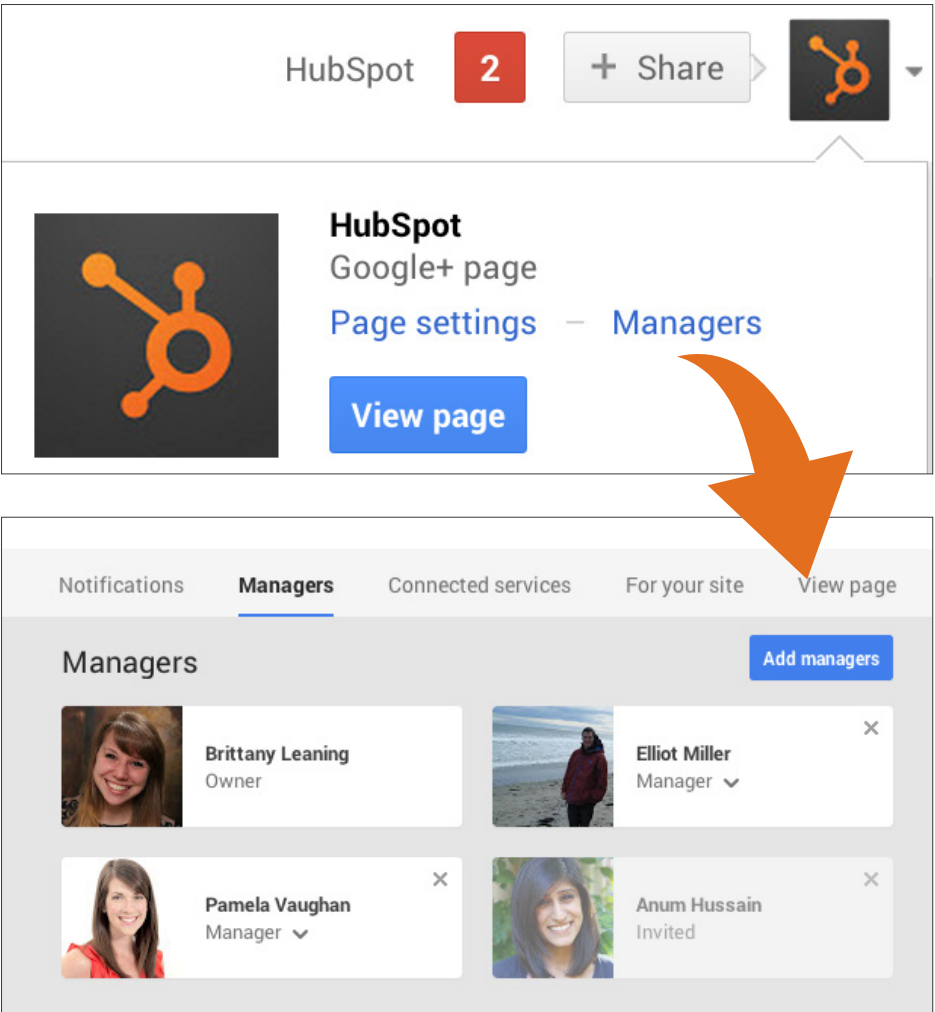 HubSpot 2 + Share
HubSpot
Google+ page
Page settings – Managers
View page
Notifications Managers Connected services For your site View page
Managers Add managers
Brittany Leaning
Owner
Elliot Miller
Manager
Pamela Vaughan
Manager
Anum Hussain
Invited